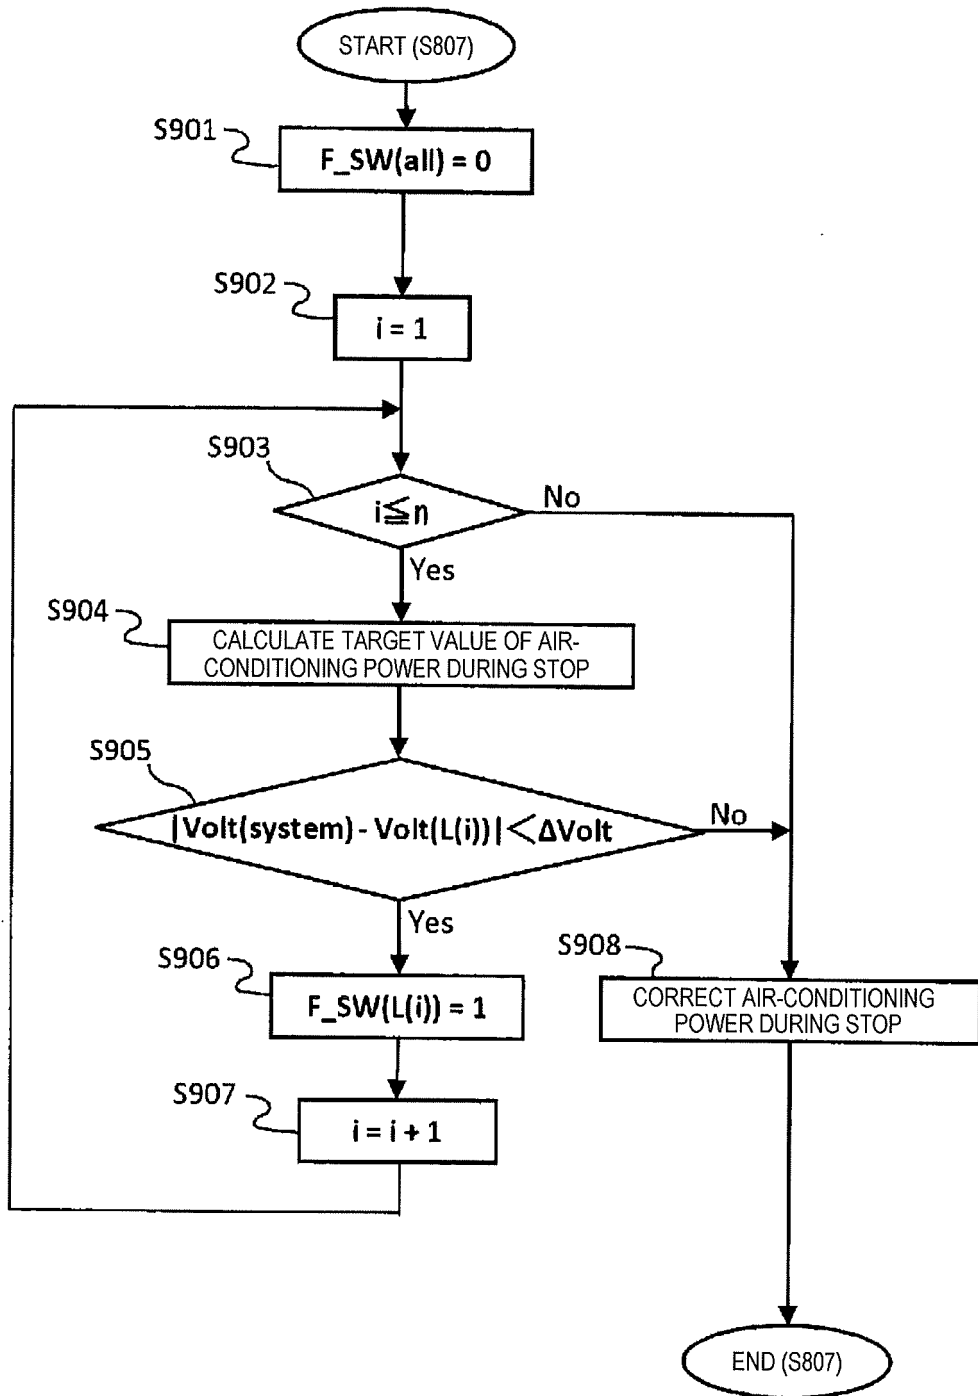 START (S807)
S901
F_SW(all) = 0
S902
i = 1
S903
i≦n
No
Yes
S904
CALCULATE TARGET VALUE OF AIR-
CONDITIONING POWER DURING STOP
S905
|Volt(system) - Volt(L(i))| < ΔVolt
No
Yes
S906
F_SW(L(i)) = 1
S908
CORRECT AIR-CONDITIONING
POWER DURING STOP
S907
i = i + 1
END (S807)